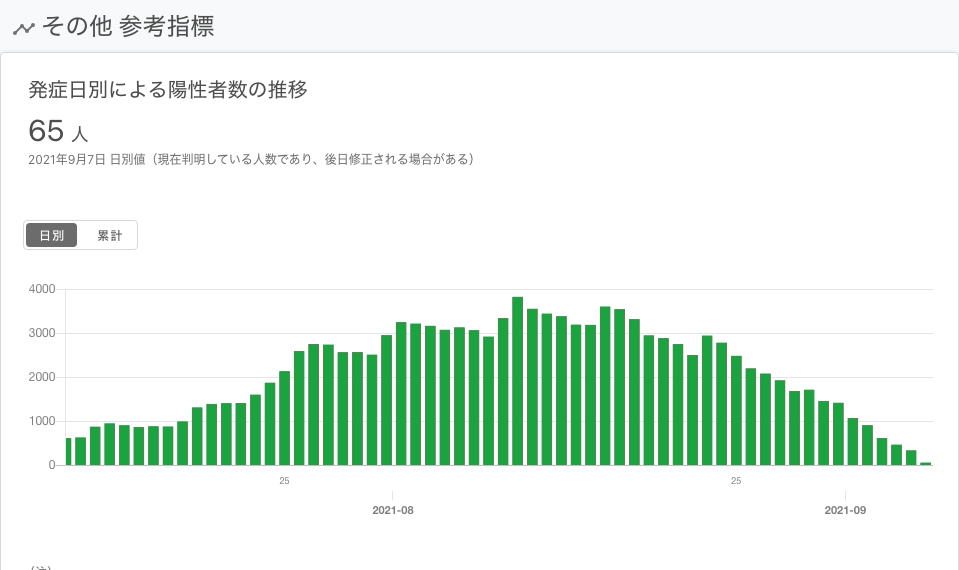 その他 参考指標
発症日別による陽性者数の推移
65 人
2021年9月7日 日別値（現在判明している人数であり、後日修正される場合がある）
日別 累計
4000
3000
2000
1000
0
25 25
2021-08 2021-09